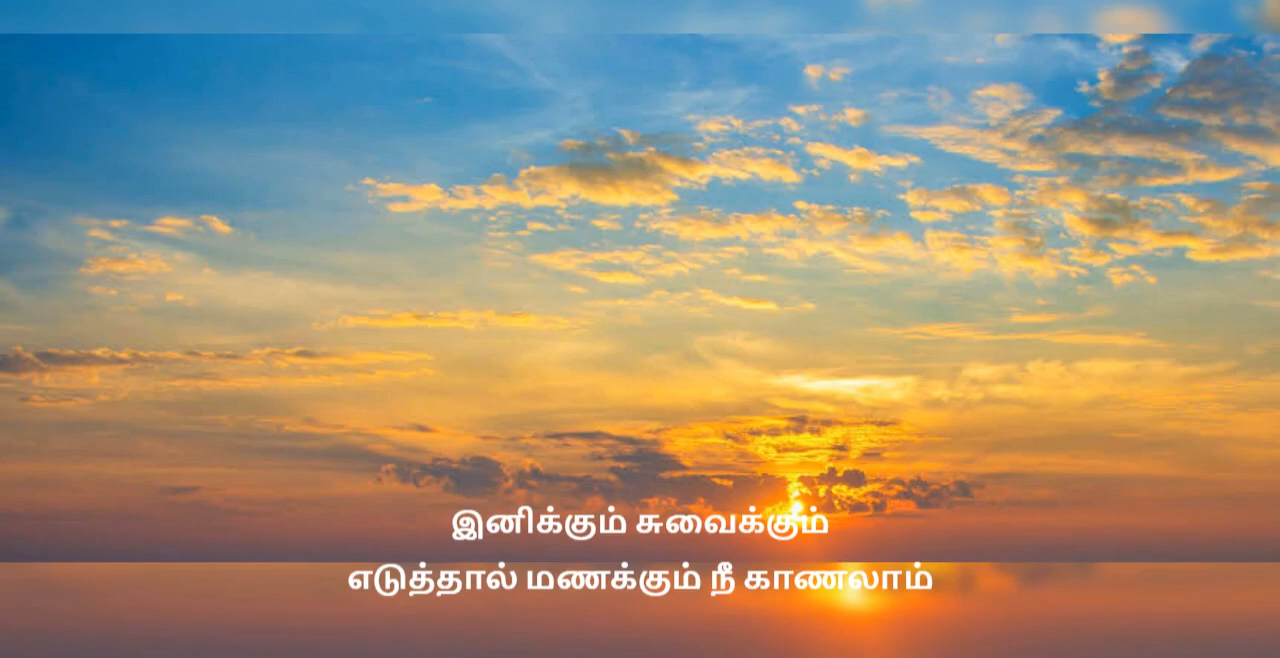 இனிக்கும் சுவைக்கும்
எடுத்தால் மணக்கும் நீ காணலாம்